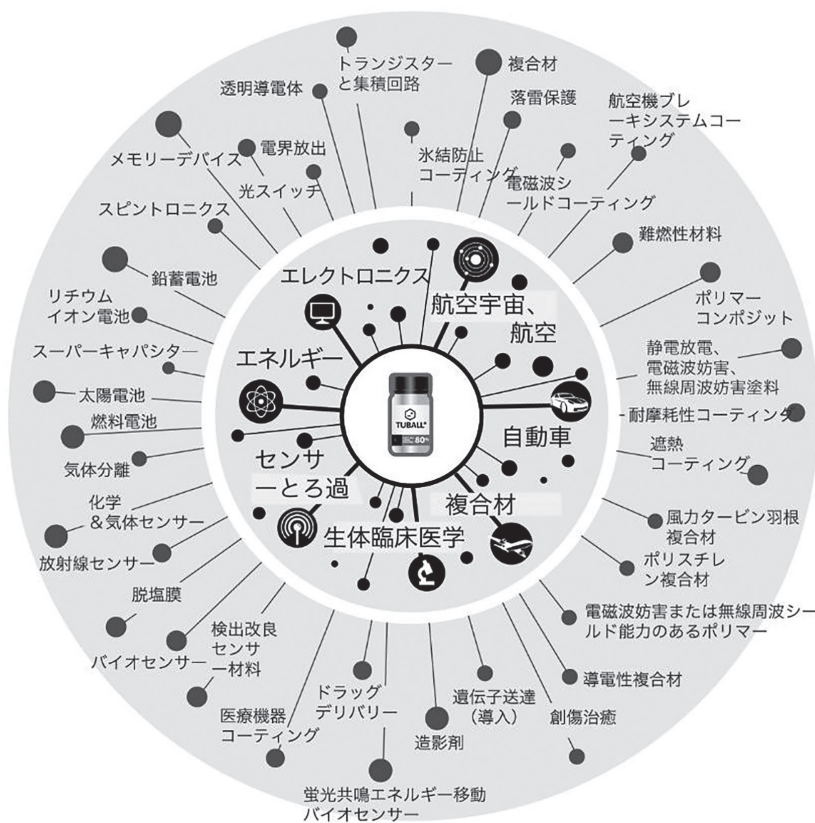 トランジスター
と集積回路
複合材
透明導電体
落雷保護
航空機ブレ
ーキシステムコー
ティング
メモリーデバイス
電界放出
氷結防止
コーティング
光スイッチ
電磁波シ
ールドコーティング
スピントロニクス
難燃性材料
鉛蓄電池
リチウム
イオン電池
ポリマー
コンポジット
スーパーキャパシター
静電放電、
電磁波妨害、
無線周波妨害塗料
太陽電池
燃料電池
耐摩耗性コーティング
気体分離
遮熱
コーティング
化学
&気体センサー
風力タービン羽根
複合材
放射線センサー
ポリスチレ
ン複合材
脱塩膜
電磁波妨害または無線周波シー
ルド能力のあるポリマー
バイオセンサー
検出改良
センサ
ー材料
導電性複合材
医療機器
コーティング
ドラッグ
デリバリー
造影剤
遺伝子送達
(導入)
創傷治癒
蛍光共鳴エネルギー移動
バイオセンサー
エレクトロニクス
航空宇宙、
航空
エネルギー
自動車
センサ
ーとろ過
複合材
生体臨床医学
TUBALL
80%